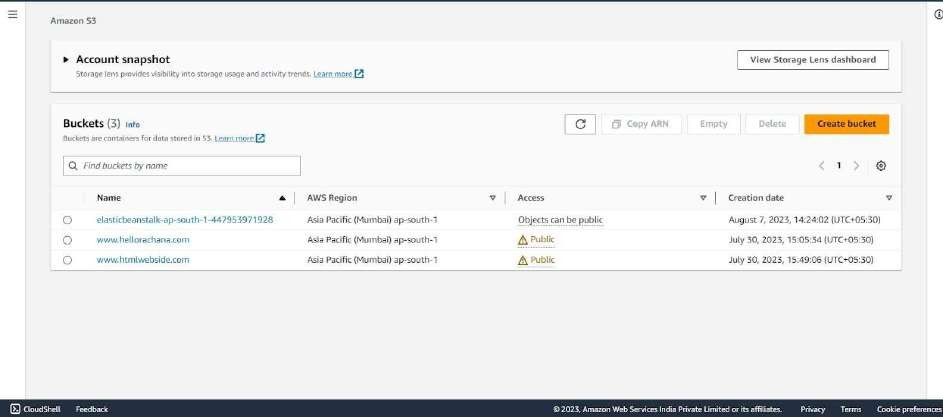 Amazon S3
Account snapshot
View Storage Lens dashboard
Storage lens provides visibility into storage usage and activity trends. Learn more
Buckets (3) Info
Copy ARN Empty Delete Create bucket
Buckets are containers for data stored in S3. Learn more
Find buckets by name
1
Name AWS Region Access Creation date
elasticbeanstalk-ap-south-1-447953971928 Asia Pacific (Mumbai) ap-south-1 Objects can be public August 7, 2023, 14:24:02 (UTC+05:30)
www.hellorachana.com Asia Pacific (Mumbai) ap-south-1 Public July 30, 2023, 15:05:34 (UTC+05:30)
www.htmlwebside.com Asia Pacific (Mumbai) ap-south-1 Public July 30, 2023, 15:49:06 (UTC+05:30)
CloudShell Feedback © 2023, Amazon Web Services India Private Limited or its affiliates. Privacy Terms Cookie preferences